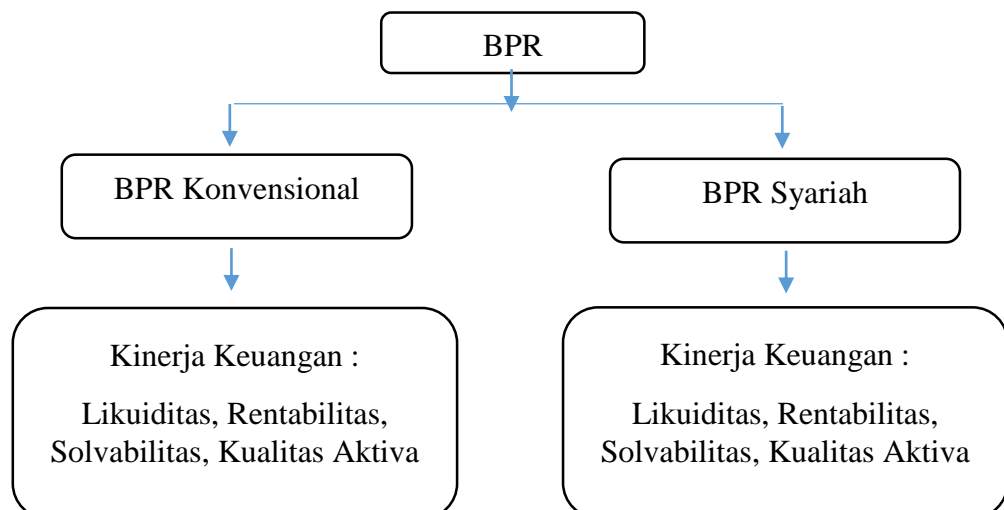 BPR
BPR Konvensional
BPR Syariah
Kinerja Keuangan :
Likuiditas, Rentabilitas,
Solvabilitas, Kualitas Aktiva
Kinerja Keuangan :
Likuiditas, Rentabilitas,
Solvabilitas, Kualitas Aktiva